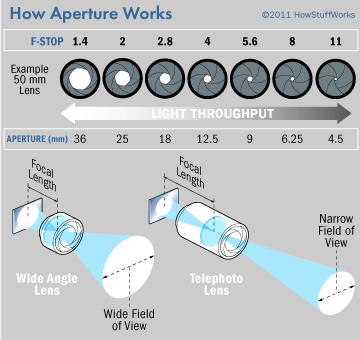 How Aperture Works
©2011 HowStuffWorks
F-STOP 1.4 2 2.8 4 5.6 8 11
Example
50 mm
Lens
LIGHT THROUGHPUT
APERTURE (mm) 36 25 18 12.5 9 6.25 4.5
Focal
Length
Wide Angle
Lens
Wide Field
of View
Focal
Length
Telephoto
Lens
Narrow
Field of
View